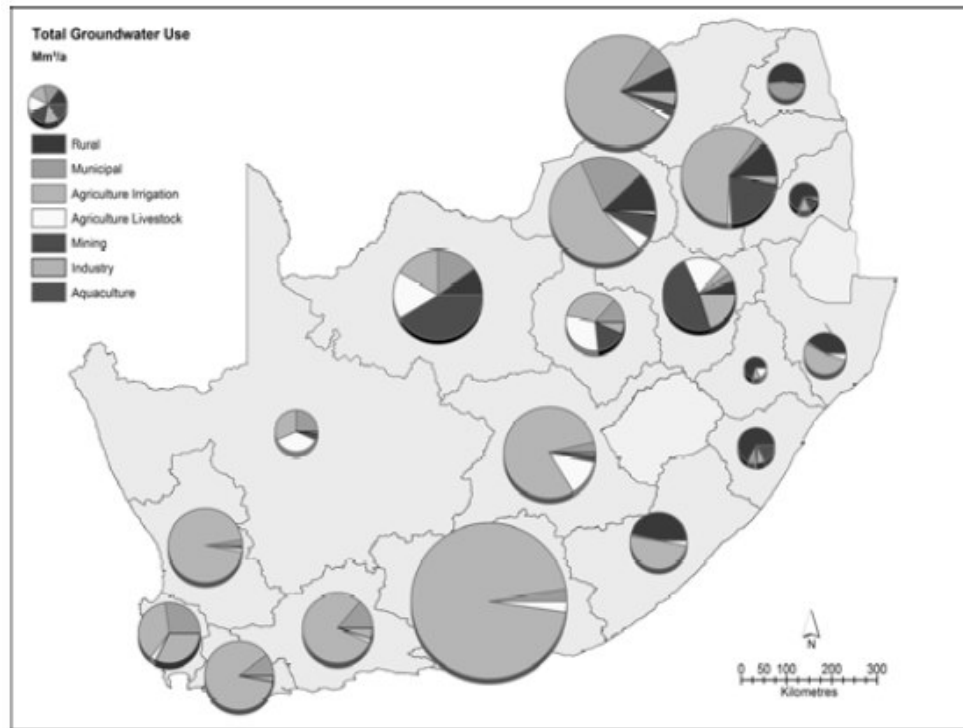 Total Groundwater Use
Mm³/a
Rural
Municipal
Agriculture Irrigation
Agriculture Livestock
Mining
Industry
Aquaculture
N
0 50 100 200 300
Kilometres